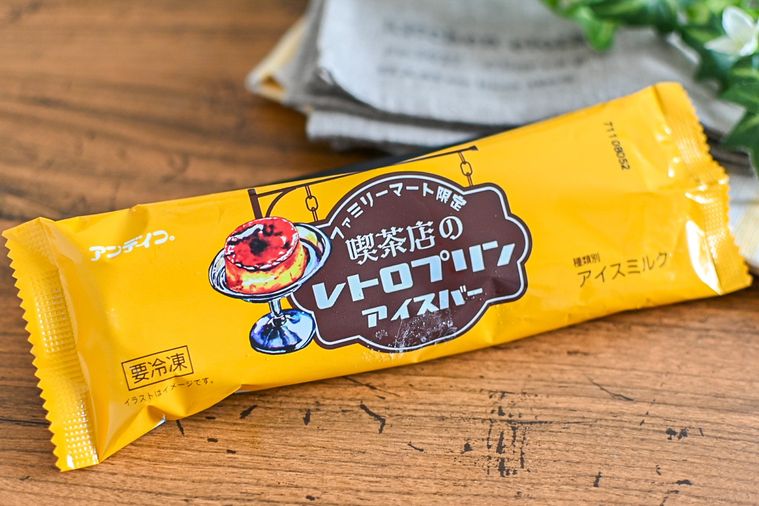 アンデイコ®
ファミリーマート限定
喫茶店の
レトロプリン
アイスバー
71108052
種類別
アイスミルク
要冷凍
イラストはイメージです。